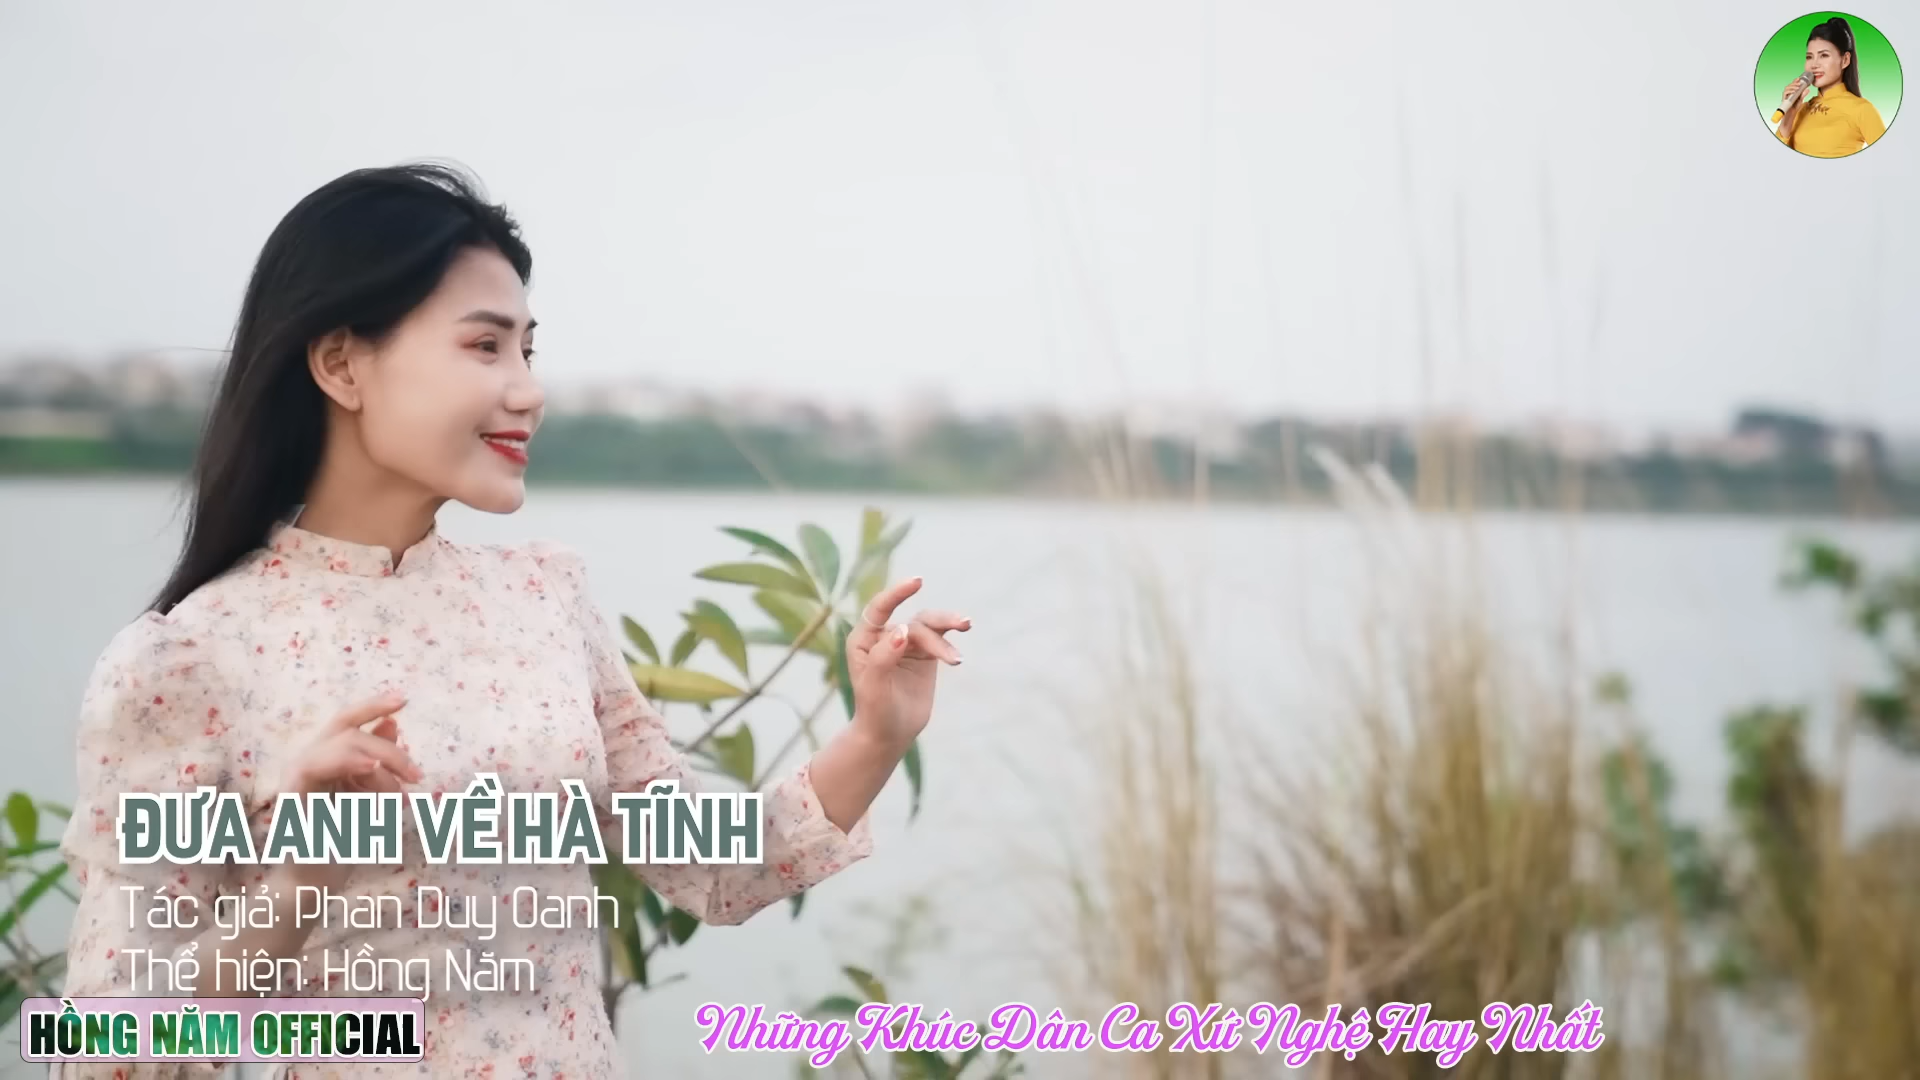 ĐƯA ANH VỀ HÀ TĨNH
Tác giả: Phan Duy Oanh
Thể hiện: Hồng Năm
HỒNG NĂM OFFICIAL
Những Khúc Dân Ca Xứ Nghệ Hay Nhất